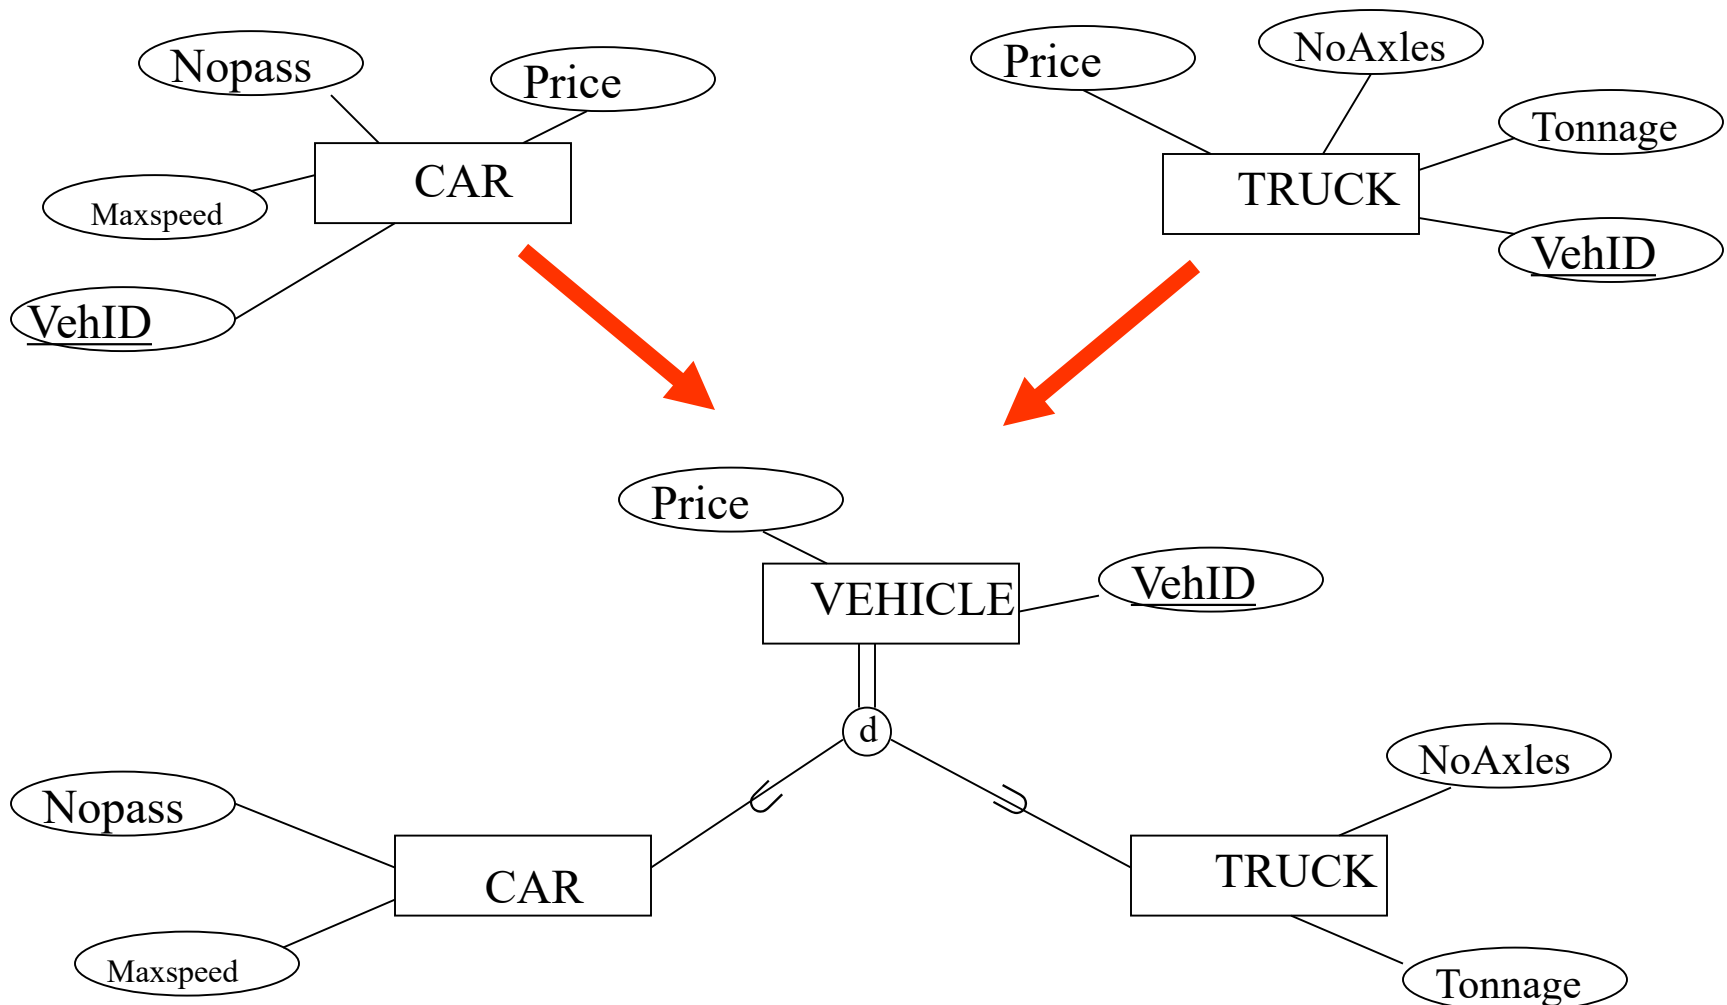 Nopass
Price
CAR
Maxspeed
VehID
Price
NoAxles
Tonnage
TRUCK
VehID
Price
VEHICLE
VehID
d
Nopass
CAR
Maxspeed
NoAxles
TRUCK
Tonnage